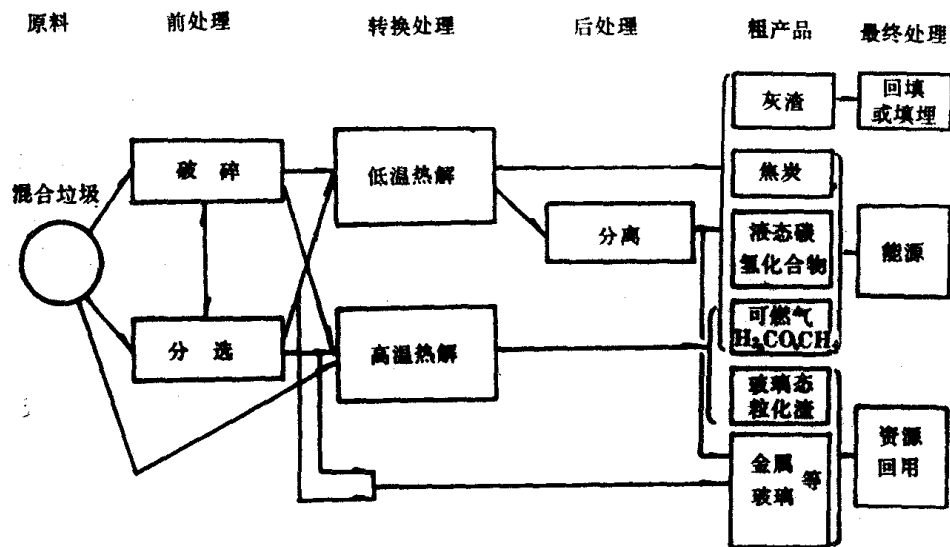 原料 前处理 转换处理 后处理 粗产品 最终处理
混合垃圾
破碎
分选
低温热解
高温热解
分离
灰渣
焦炭
液态碳
氢化合物
可燃气
H₂CO、CH₄
玻璃态
粒化渣
金属
玻璃 等
回填
或填埋
能源
资源
回用